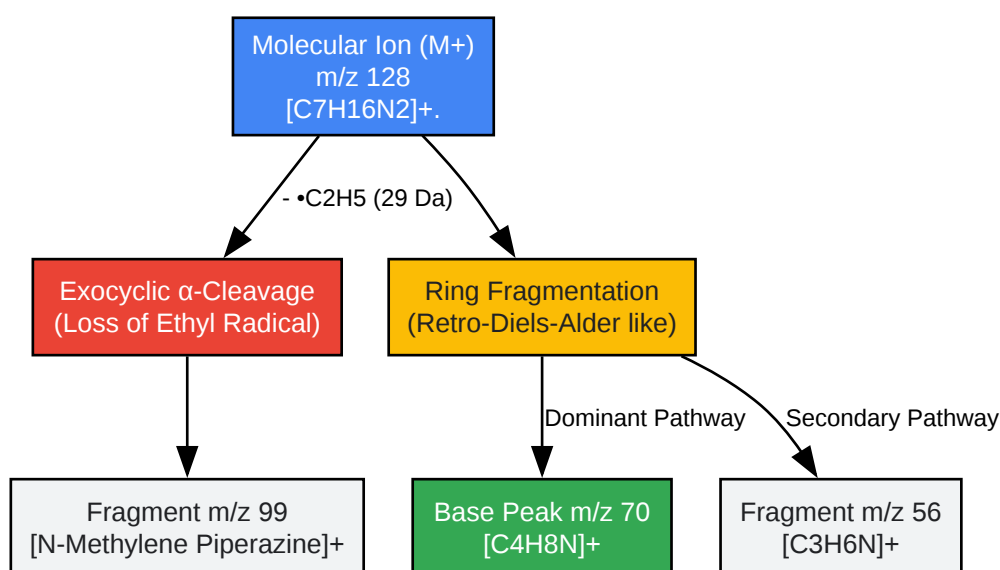 Molecular Ion (M+)
m/z 128
[C7H16N2]+.
- •C2H5 (29 Da)
Exocyclic α-Cleavage
(Loss of Ethyl Radical)
Ring Fragmentation
(Retro-Diels-Alder like)
Dominant Pathway
Secondary Pathway
Fragment m/z 99
[N-Methylene Piperazine]+
Base Peak m/z 70
[C4H8N]+
Fragment m/z 56
[C3H6N]+